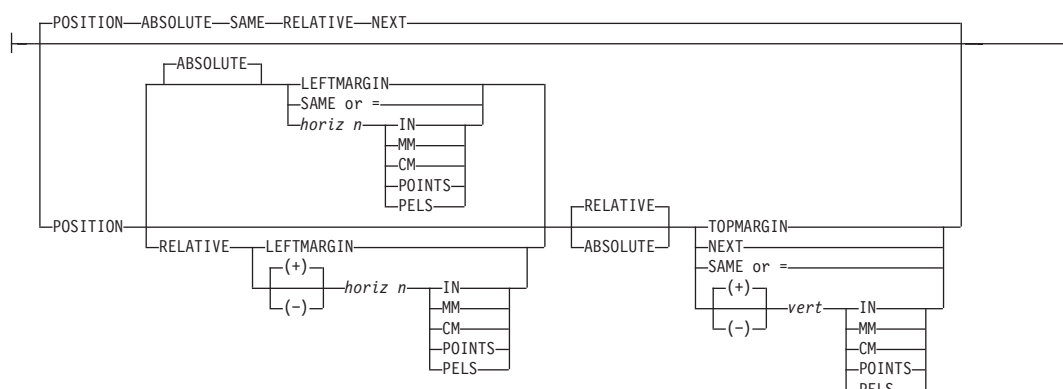 POSITION ABSOLUTE SAME RELATIVE NEXT
ABSOLUTE
LEFTMARGIN
SAME or =
horiz n IN
MM
CM
POINTS
PELS
POSITION
RELATIVE
ABSOLUTE
TOPMARGIN
NEXT
SAME or =
(+)
(−)
vert IN
MM
CM
POINTS
PELS
RELATIVE LEFTMARGIN
(+)
(−)
horiz n IN
MM
CM
POINTS
PELS